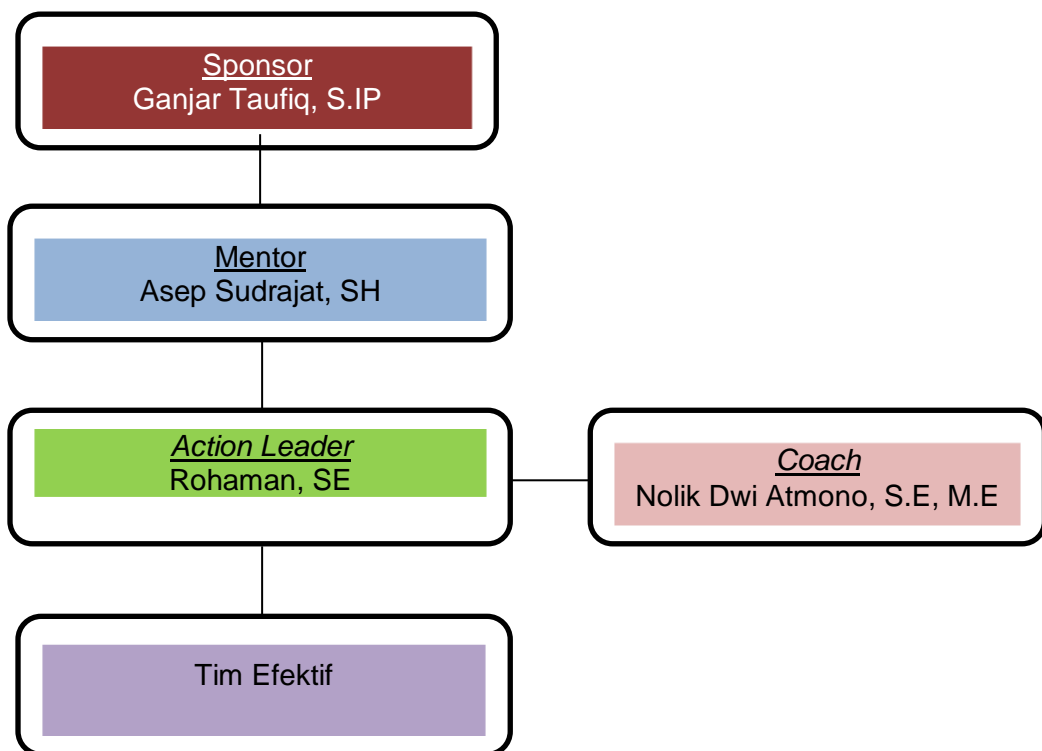 Sponsor
Ganjar Taufiq, S.IP
Mentor
Asep Sudrajat, SH
Action Leader
Rohaman, SE
Coach
Nolik Dwi Atmono, S.E, M.E
Tim Efektif